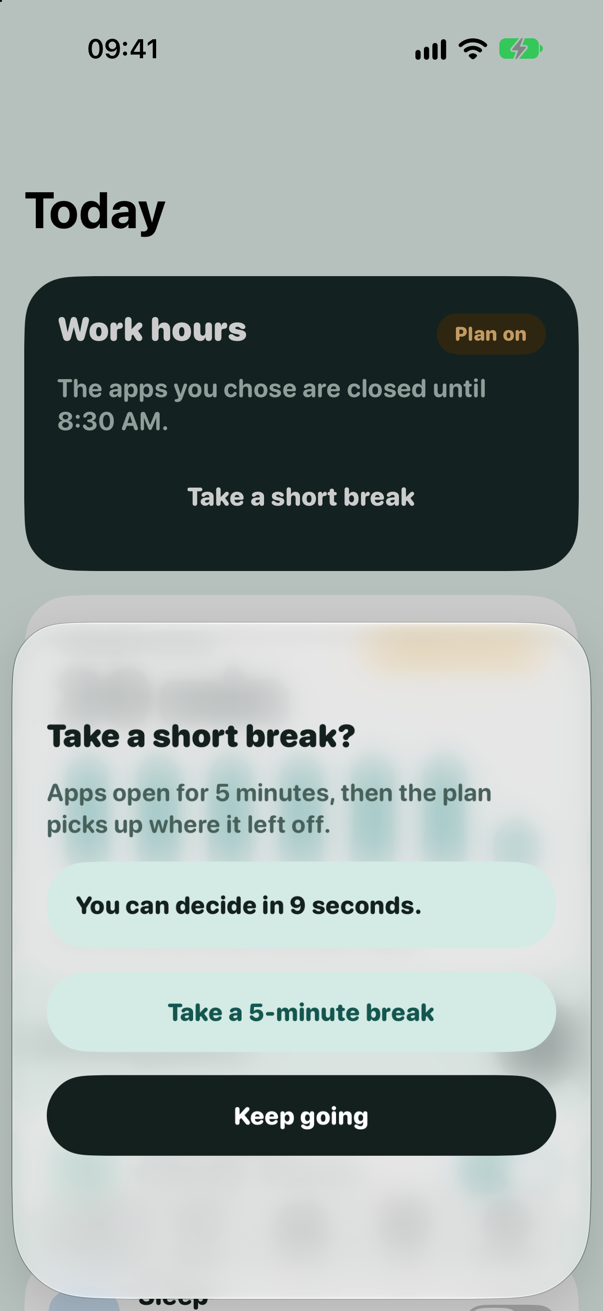 09:41
Today
Work hours
Plan on
The apps you chose are closed until
8:30 AM.
Take a short break
Take a short break?
Apps open for 5 minutes, then the plan
picks up where it left off.
You can decide in 9 seconds.
Take a 5-minute break
Keep going
Sleep